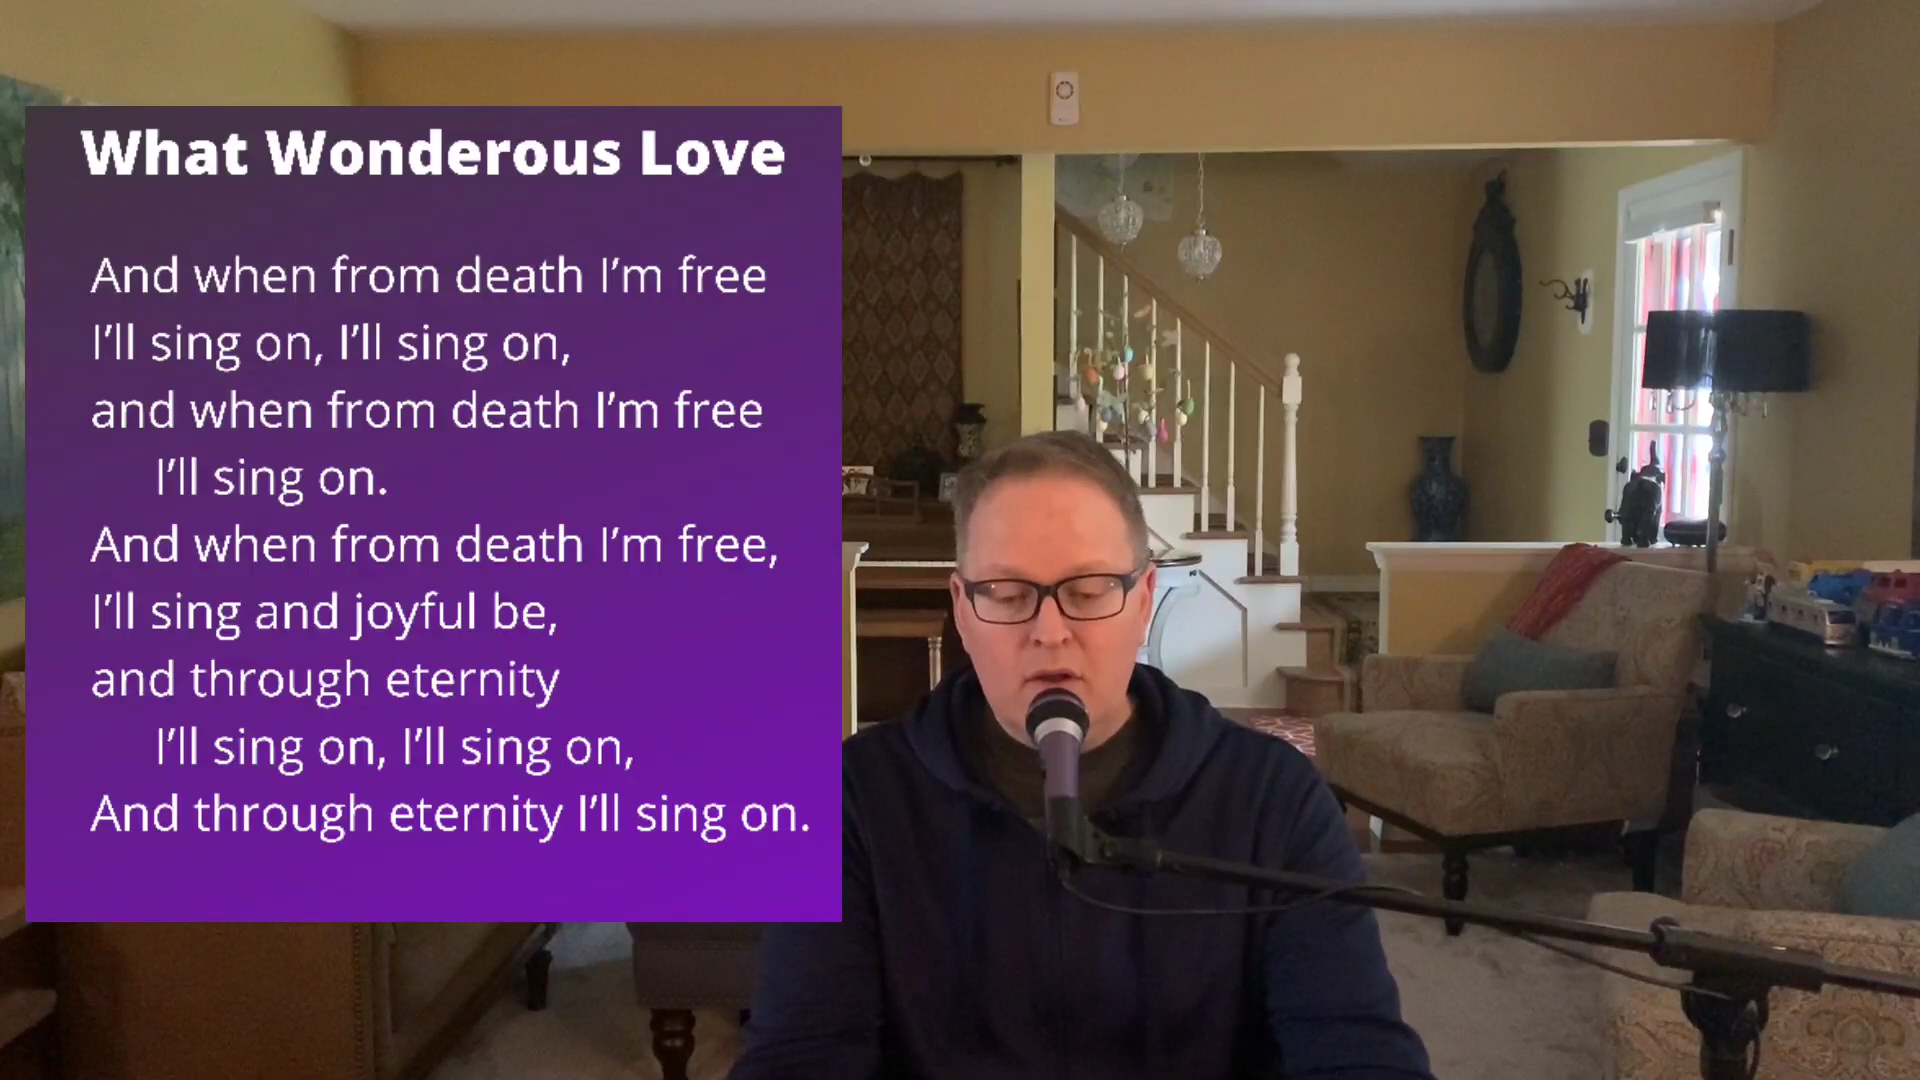 What Wonderous Love
And when from death I’m free
I’ll sing on, I’ll sing on,
and when from death I’m free
I’ll sing on.
And when from death I’m free,
I’ll sing and joyful be,
and through eternity
I’ll sing on, I’ll sing on,
And through eternity I’ll sing on.